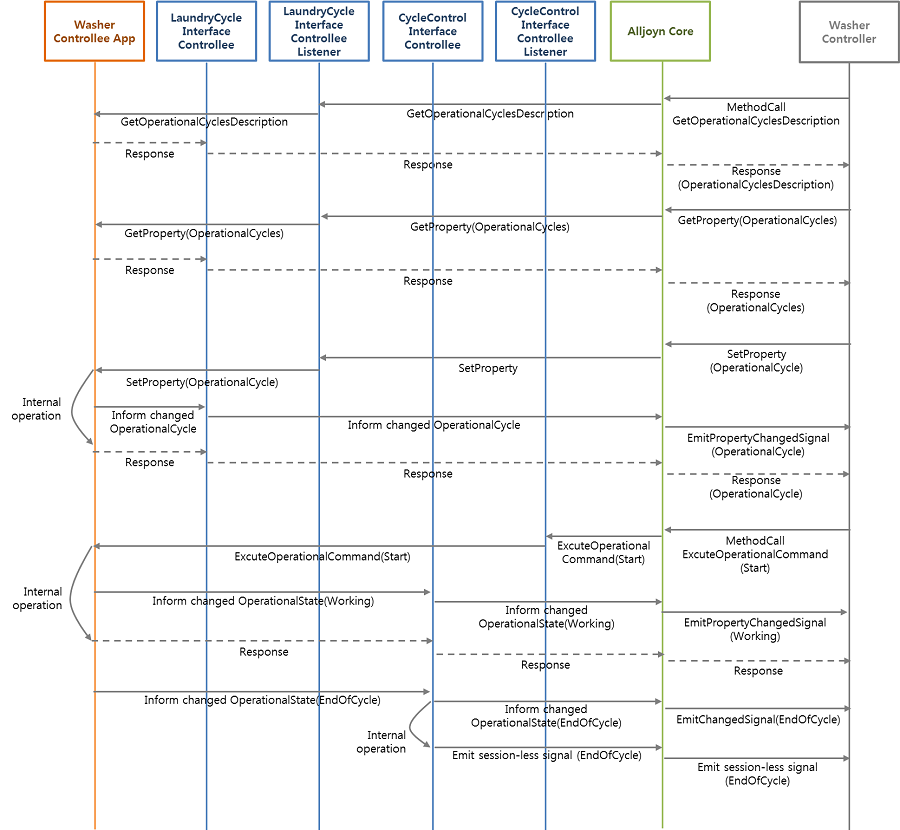 Washer
Controllee App
LaundryCycle
Interface
Controllee
LaundryCycle
Interface
Controllee
Listener
CycleControl
Interface
Controllee
CycleControl
Interface
Controllee
Listener
Alljoyn Core
Washer
Controller
MethodCall
GetOperationalCyclesDescription
GetOperationalCyclesDescription
GetOperationalCyclesDescription
Response
Response
Response
(OperationalCyclesDescription)
GetProperty(OperationalCycles)
GetProperty(OperationalCycles)
GetProperty(OperationalCycles)
Response
Response
Response
(OperationalCycles)
SetProperty
(OperationalCycle)
SetProperty
SetProperty(OperationalCycle)
Internal
operation
Inform changed
OperationalCycle
Inform changed OperationalCycle
EmitPropertyChangedSignal
(OperationalCycle)
Response
Response
Response
(OperationalCycle)
MethodCall
ExcuteOperationalCommand
(Start)
ExcuteOperational
Command(Start)
ExcuteOperationalCommand(Start)
Internal
operation
Inform changed OperationalState(Working)
Inform changed
OperationalState(Working)
EmitPropertyChangedSignal
(Working)
Response
Response
Response
Inform changed OperationalState(EndOfCycle)
Inform changed
OperationalState(EndOfCycle)
EmitChangedSignal(EndOfCycle)
Internal
operation
Emit session-less signal (EndOfCycle)
Emit session-less signal
(EndOfCycle)